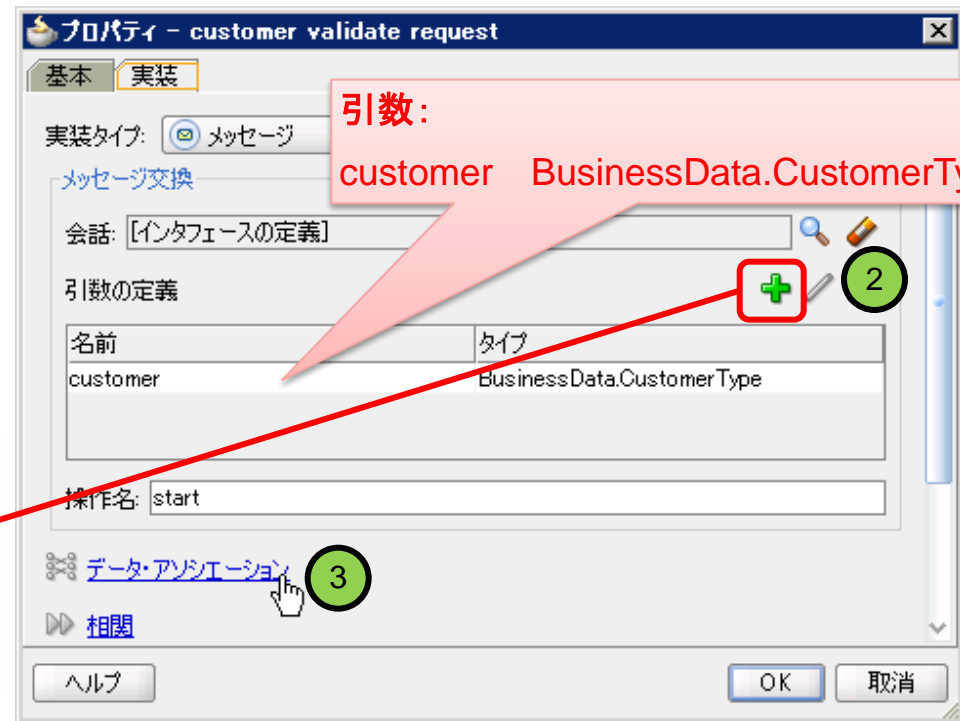 プロパティ - customer validate request
基本 実装
引数:
customer BusinessData.CustomerTy
実装タイプ: メッセージ
メッセージ交換
会話: [インタフェースの定義]
引数の定義
2
名前 タイプ
customer BusinessData.CustomerType
操作名: start
データ・アソシエーション
3
相関
ヘルプ OK 取消